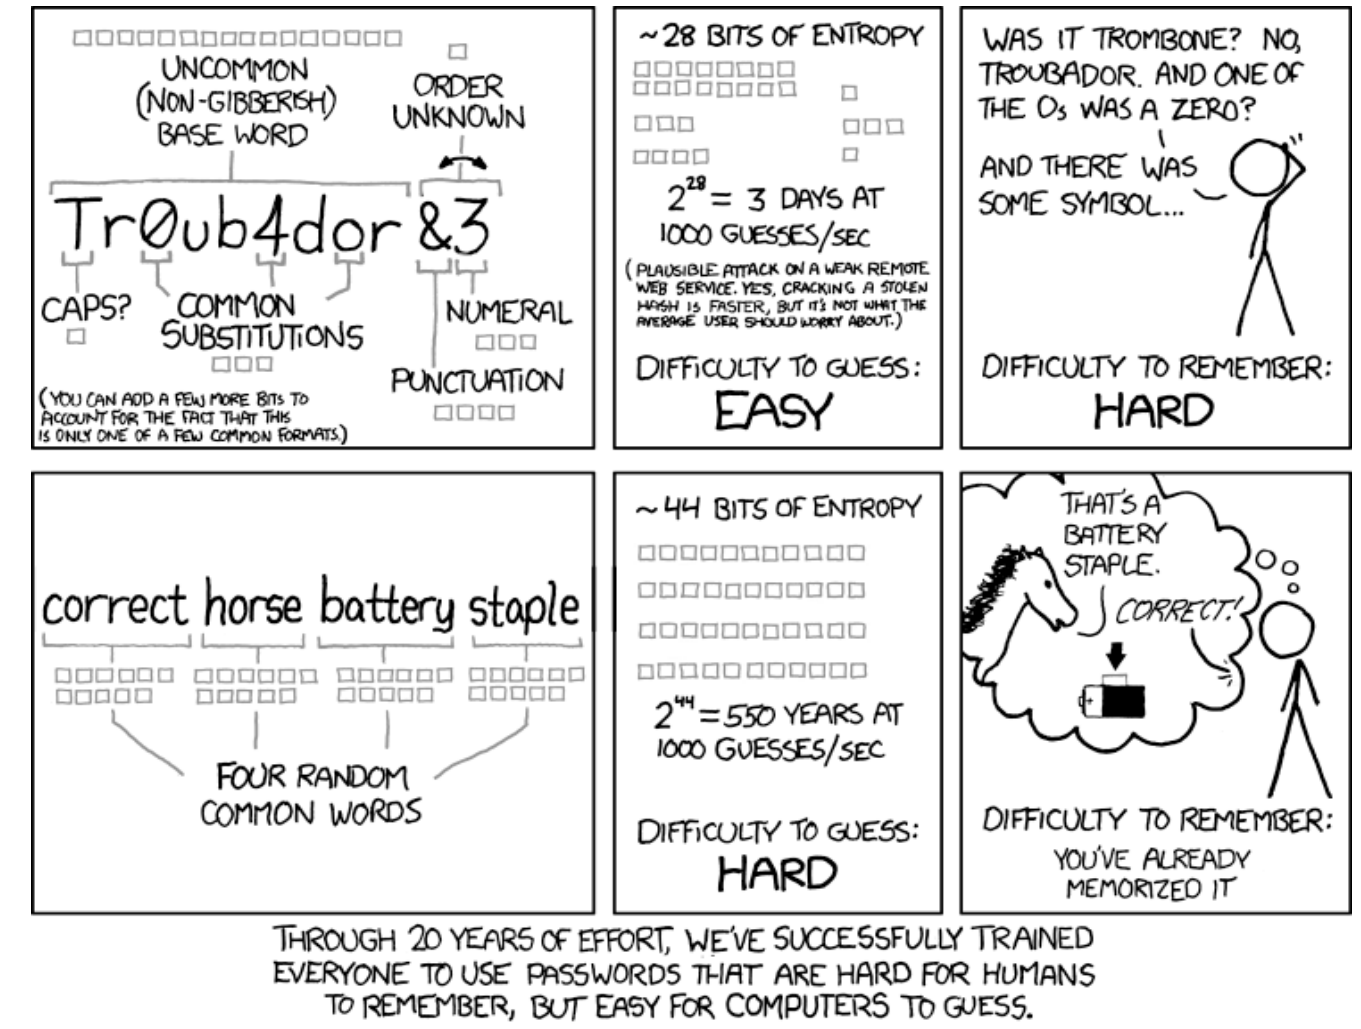 UNCOMMON
(NON-GIBBERISH)
BASE WORD
ORDER
UNKNOWN
Tr0ub4dor &3
CAPS?
COMMON
SUBSTITUTIONS
NUMERAL
PUNCTUATION
(YOU CAN ADD A FEW MORE BITS TO
ACCOUNT FOR THE FACT THAT THIS
IS ONLY ONE OF A FEW COMMON FORMATS.)
~28 BITS OF ENTROPY
2^28 = 3 DAYS AT
1000 GUESSES/SEC
(PLAUSIBLE ATTACK ON A WEAK REMOTE
WEB SERVICE. YES, CRACKING A STOLEN
HASH IS FASTER, BUT IT'S NOT WHAT THE
AVERAGE USER SHOULD WORRY ABOUT.)
DIFFICULTY TO GUESS:
EASY
WAS IT TROMBONE? NO,
TROUBADOR. AND ONE OF
THE Os WAS A ZERO?
AND THERE WAS
SOME SYMBOL...
DIFFICULTY TO REMEMBER:
HARD
correct horse battery staple
FOUR RANDOM
COMMON WORDS
~44 BITS OF ENTROPY
2^44 = 550 YEARS AT
1000 GUESSES/SEC
DIFFICULTY TO GUESS:
HARD
THAT'S A
BATTERY
STAPLE.
CORRECT!
DIFFICULTY TO REMEMBER:
YOU'VE ALREADY
MEMORIZED IT
THROUGH 20 YEARS OF EFFORT, WE'VE SUCCESSFULLY TRAINED
EVERYONE TO USE PASSWORDS THAT ARE HARD FOR HUMANS
TO REMEMBER, BUT EASY FOR COMPUTERS TO GUESS.